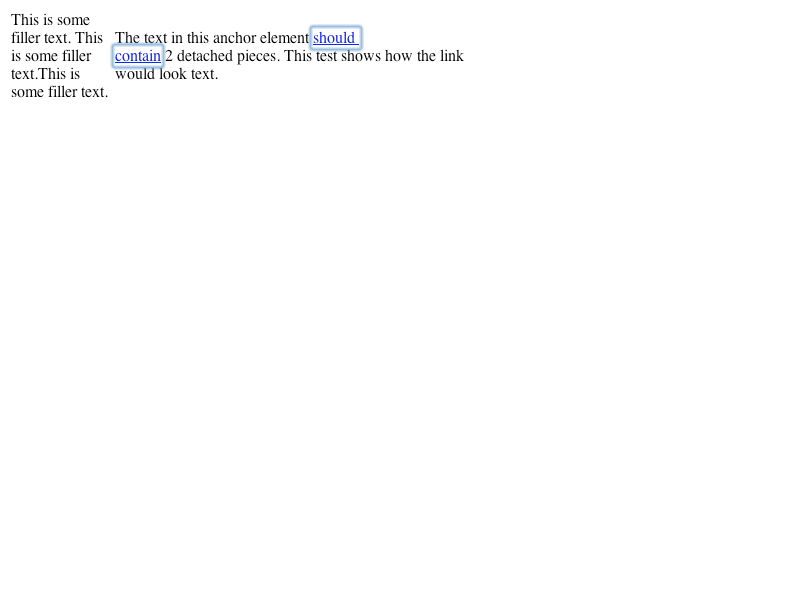 This is some
filler text. This
is some filler
text.This is
some filler text.
The text in this anchor element should
contain 2 detached pieces. This test shows how the link
would look text.